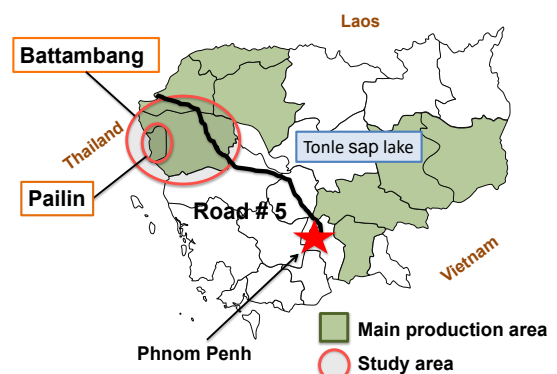 Laos
Battambang
Thailand
Tonle sap lake
Pailin
Road # 5
Vietnam
Phnom Penh
Main production area
Study area